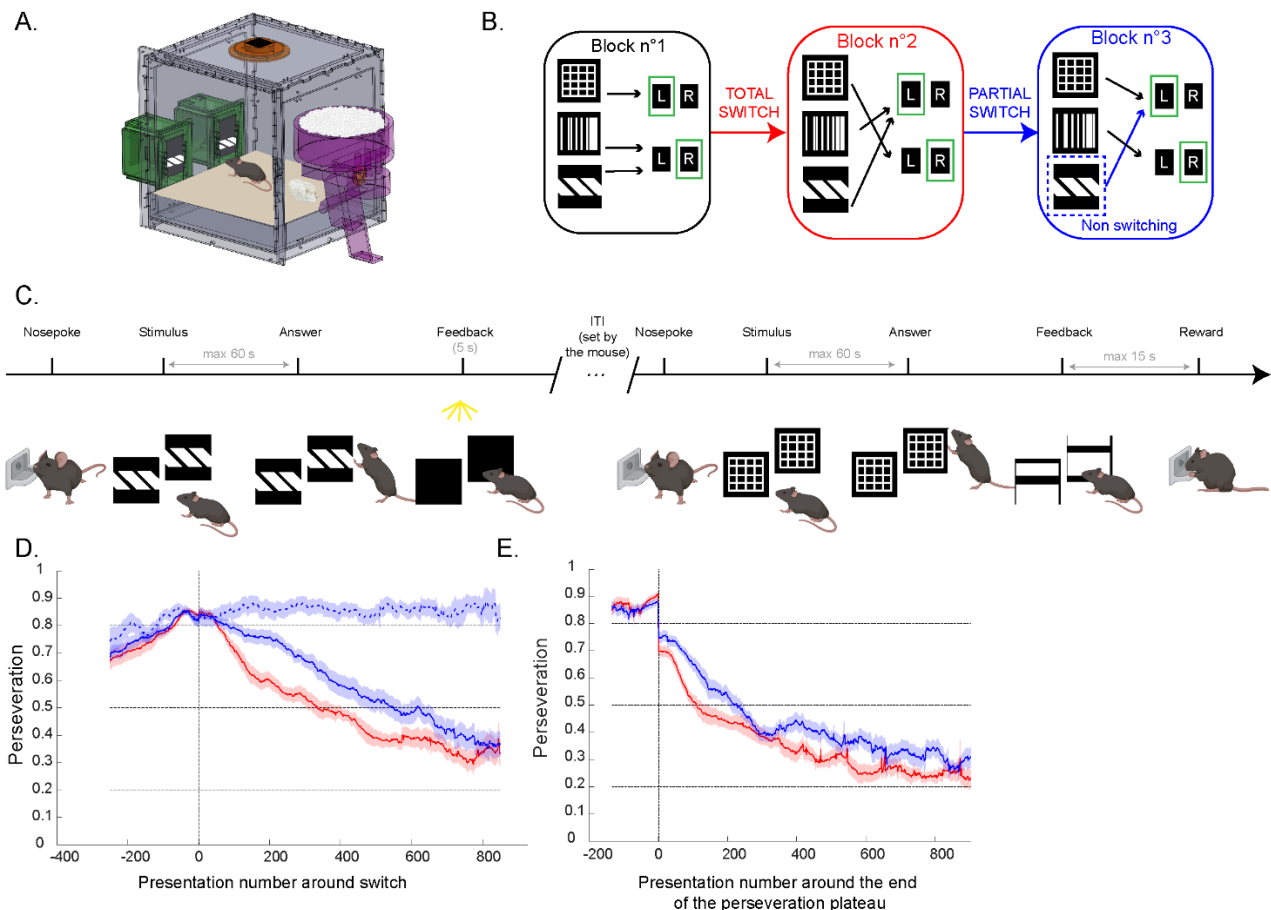 A.
B.
Block n°1
L R
L R
TOTAL
SWITCH
Block n°2
L R
L R
PARTIAL
SWITCH
Block n°3
L R
L R
Non switching
C.
Nosepoke
Stimulus
Answer
Feedback
(5 s)
max 60 s
ITI
(set by
the mouse)
...
Nosepoke
Stimulus
Answer
Feedback
Reward
max 60 s
max 15 s
D.
Perseveration
1
0.9
0.8
0.7
0.6
0.5
0.4
0.3
0.2
0.1
0
-400 -200 0 200 400 600 800
Presentation number around switch
E.
Perseveration
1
0.9
0.8
0.7
0.6
0.5
0.4
0.3
0.2
0.1
0
-200 0 200 400 600 800
Presentation number around the end
of the perseveration plateau